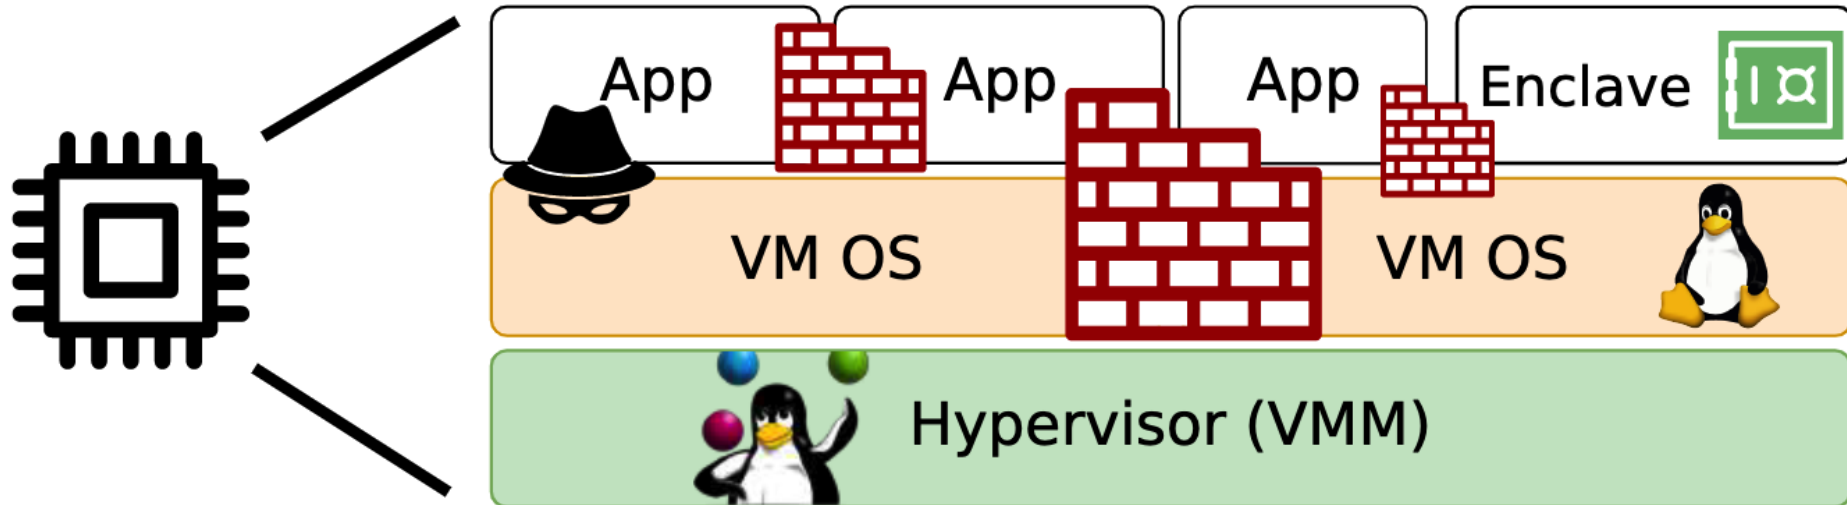 App
App
App
Enclave
VM OS
VM OS
Hypervisor (VMM)